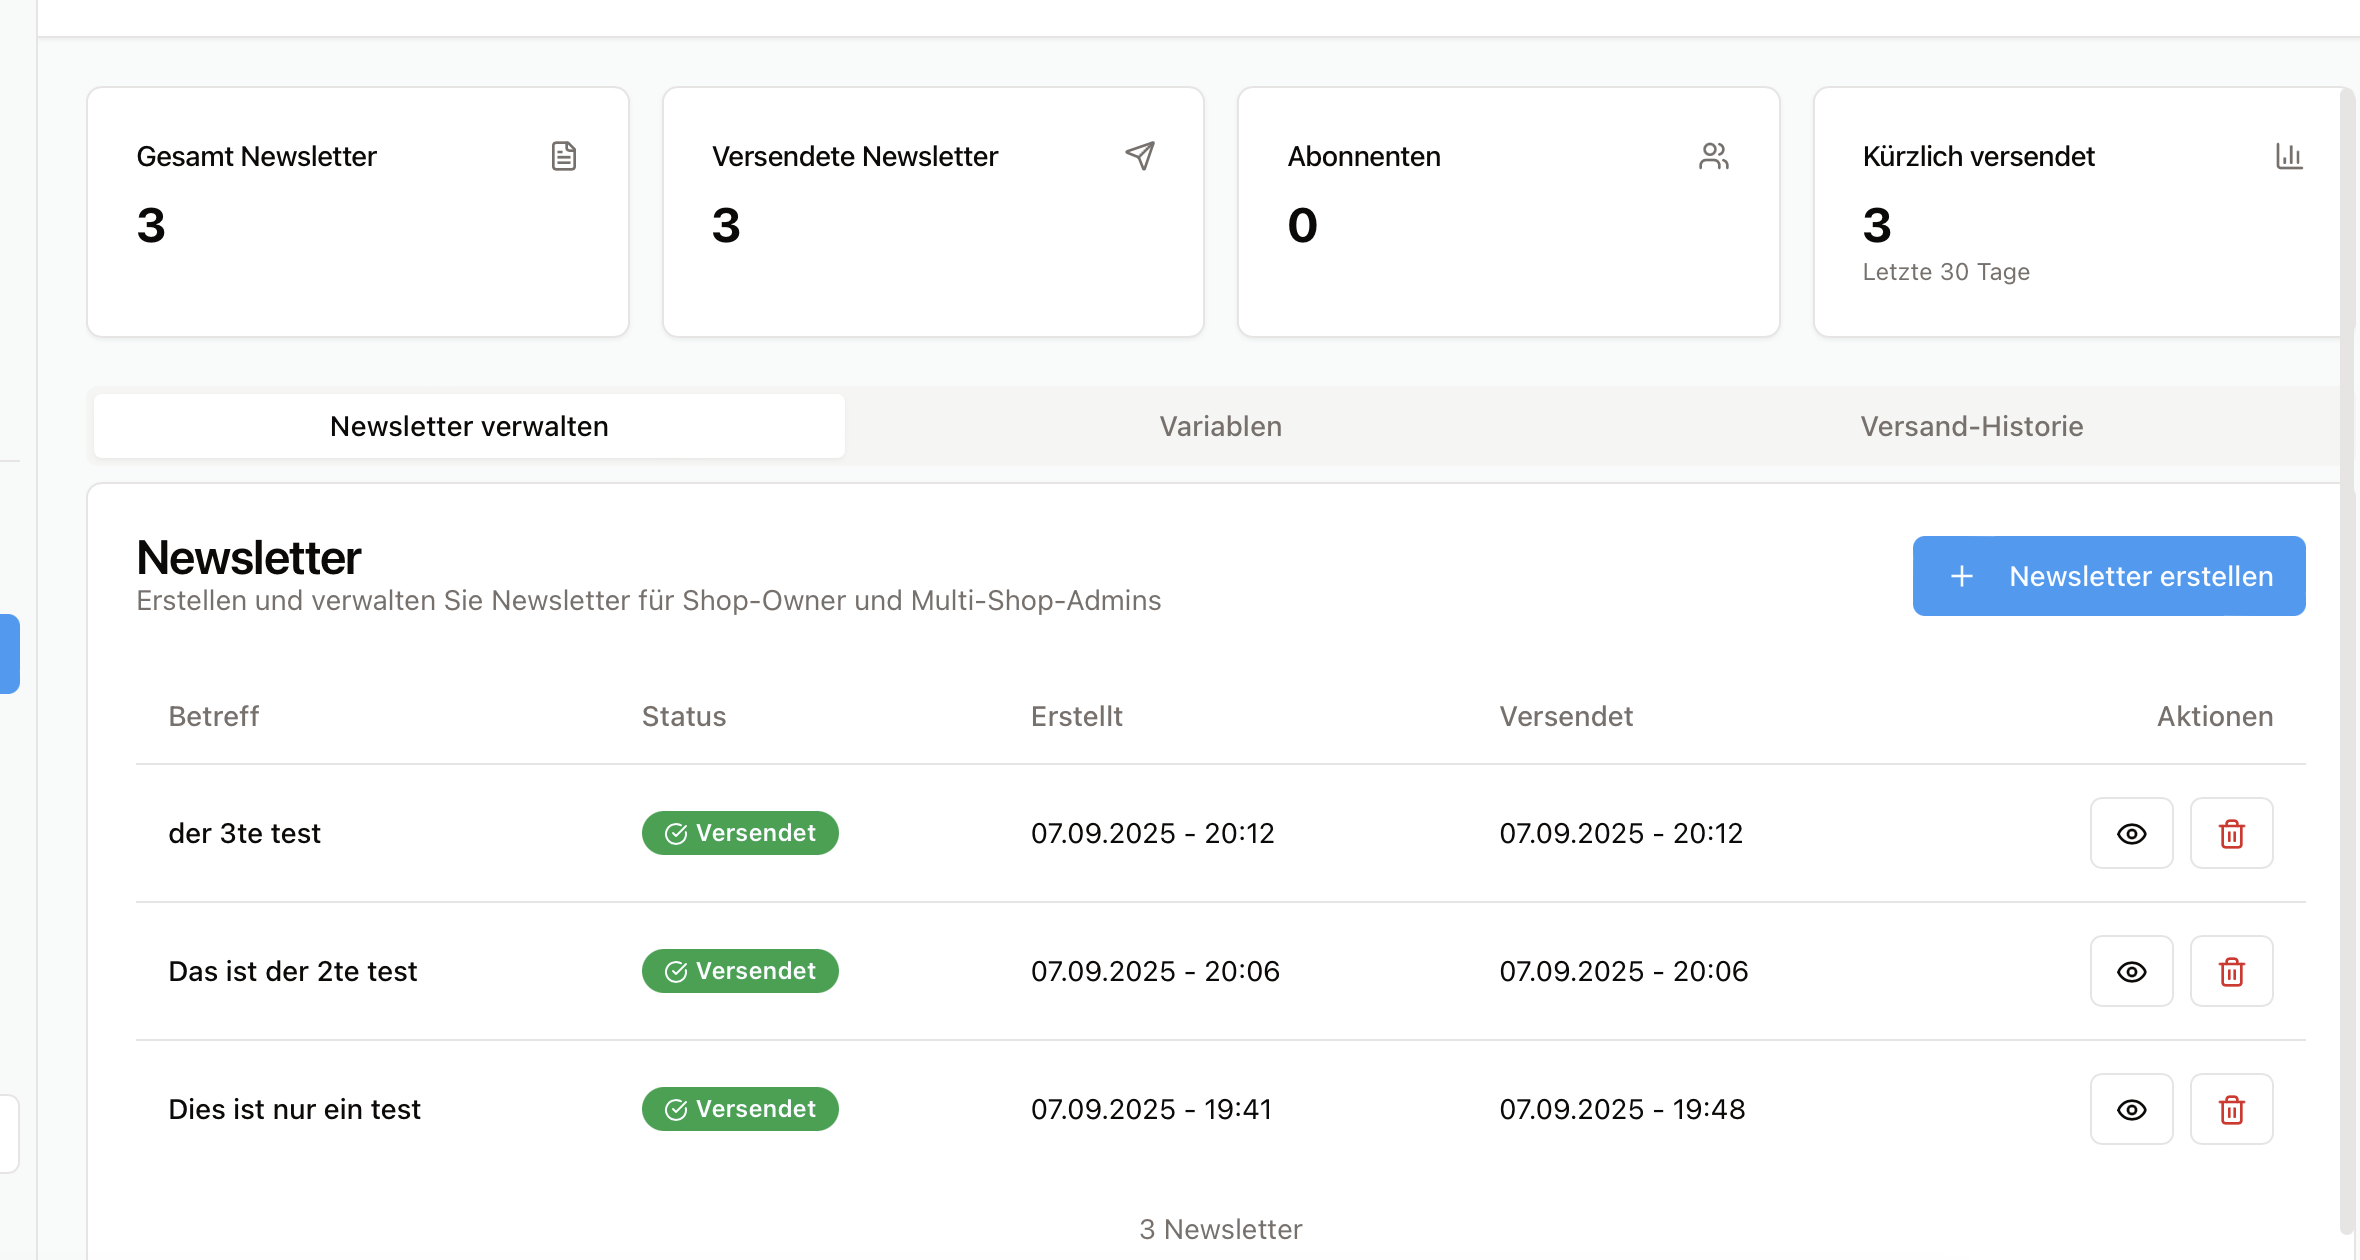 Gesamt Newsletter
3
Versendete Newsletter
3
Abonnenten
0
Kürzlich versendet
3
Letzte 30 Tage
Newsletter verwalten
Variablen
Versand-Historie
Newsletter
Erstellen und verwalten Sie Newsletter für Shop-Owner und Multi-Shop-Admins
Newsletter erstellen
Betreff Status Erstellt Versendet Aktionen
der 3te test Versendet 07.09.2025 - 20:12 07.09.2025 - 20:12
Das ist der 2te test Versendet 07.09.2025 - 20:06 07.09.2025 - 20:06
Dies ist nur ein test Versendet 07.09.2025 - 19:41 07.09.2025 - 19:48
3 Newsletter